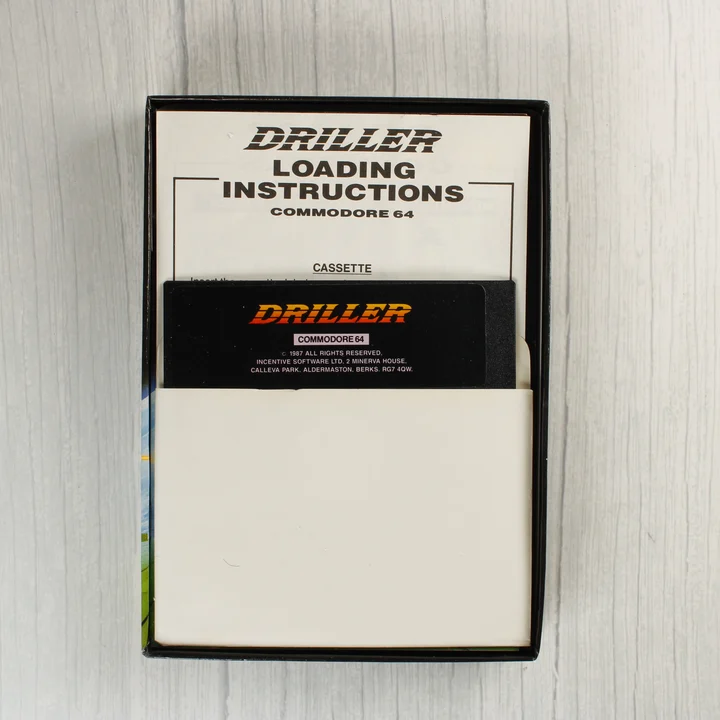 DRILLER
LOADING
INSTRUCTIONS
COMMODORE 64
CASSETTE
DRILLER
COMMODORE 64
© 1987 ALL RIGHTS RESERVED.
INCENTIVE SOFTWARE LTD. 2 MINERVA HOUSE,
CALLEVA PARK, ALDERMASTON, BERKS. RG7 4QW.